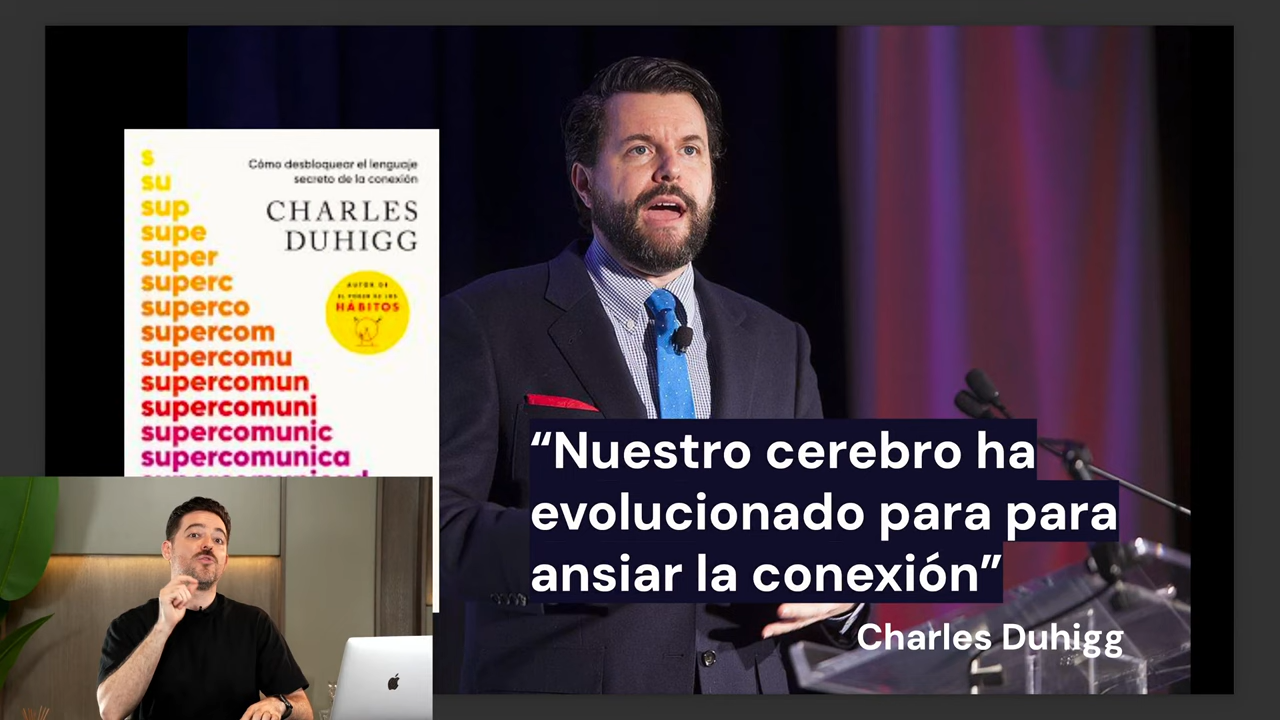 s
su
sup
supe
super
superc
superco
supercom
supercomu
supercomun
supercomuni
supercomunic
supercomunica
Cómo desbloquear el lenguaje
secreto de la conexión
CHARLES
DUHIGG
AUTOR DE
EL PODER DE LOS
HÁBITOS
“Nuestro cerebro ha
evolucionado para para
ansiar la conexión”
Charles Duhigg